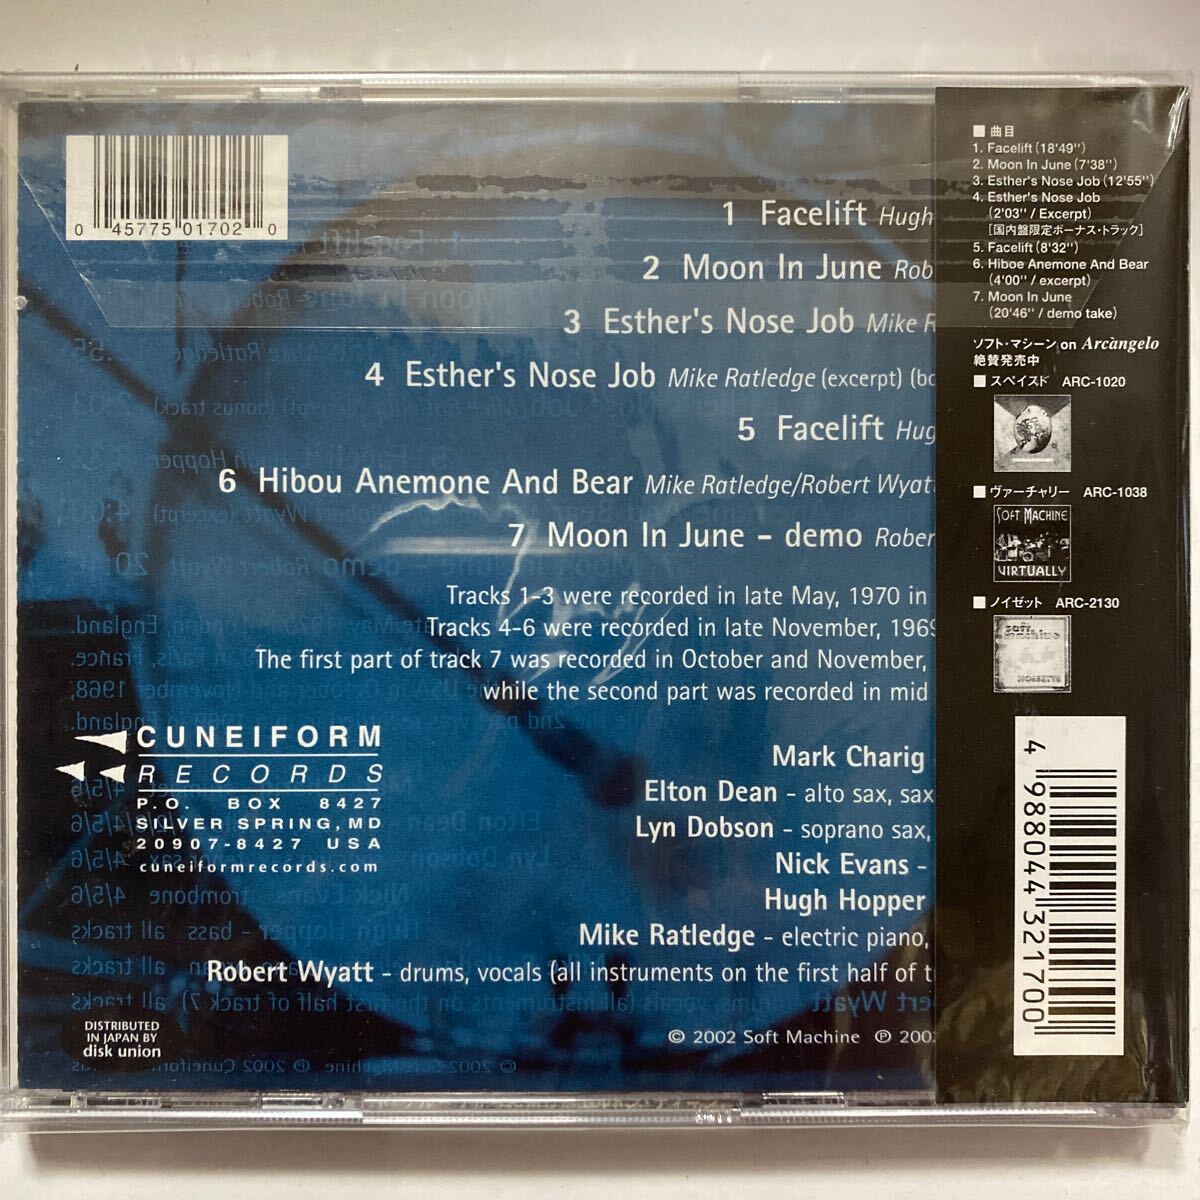 0 45775 01702 0
1 Facelift Hugh
2 Moon In June Rob
3 Esther's Nose Job Mike R
4 Esther's Nose Job Mike Ratledge (excerpt) (bo
5 Facelift Hug
6 Hibou Anemone And Bear Mike Ratledge/Robert Wyat
7 Moon In June – demo Rober
Tracks 1-3 were recorded in late May, 1970 in
Tracks 4-6 were recorded in late November, 1969
The first part of track 7 was recorded in October and November,
while the second part was recorded in mid
CUNEIFORM
RECORDS
P.O. BOX 8427
SILVER SPRING, MD
20907-8427 USA
cuneiformrecords.com
Mark Charig
Elton Dean - alto sax, sax
Lyn Dobson - soprano sax,
Nick Evans -
Hugh Hopper
Mike Ratledge - electric piano,
Robert Wyatt - drums, vocals (all instruments on the first half of t
DISTRIBUTED
IN JAPAN BY
disk union
© 2002 Soft Machine ℗ 200
■ 曲目
1. Facelift (18'49'')
2. Moon In June (7'38'')
3. Esther's Nose Job (12'55'')
4. Esther's Nose Job
(2'03'' / Excerpt)
[国内盤限定ボーナス・トラック]
5. Facelift (8'32'')
6. Hiboe Anemone And Bear
(4'00'' / excerpt)
7. Moon In June
(20'46'' / demo take)
ソフト・マシーン on Arcàngelo
絶賛発売中
■ スペイスド ARC-1020
■ ヴァーチャリー ARC-1038
SOFT MACHINE
VIRTUALLY
■ ノイゼット ARC-2130
soft machine
NOISETTE
4 988044 321700